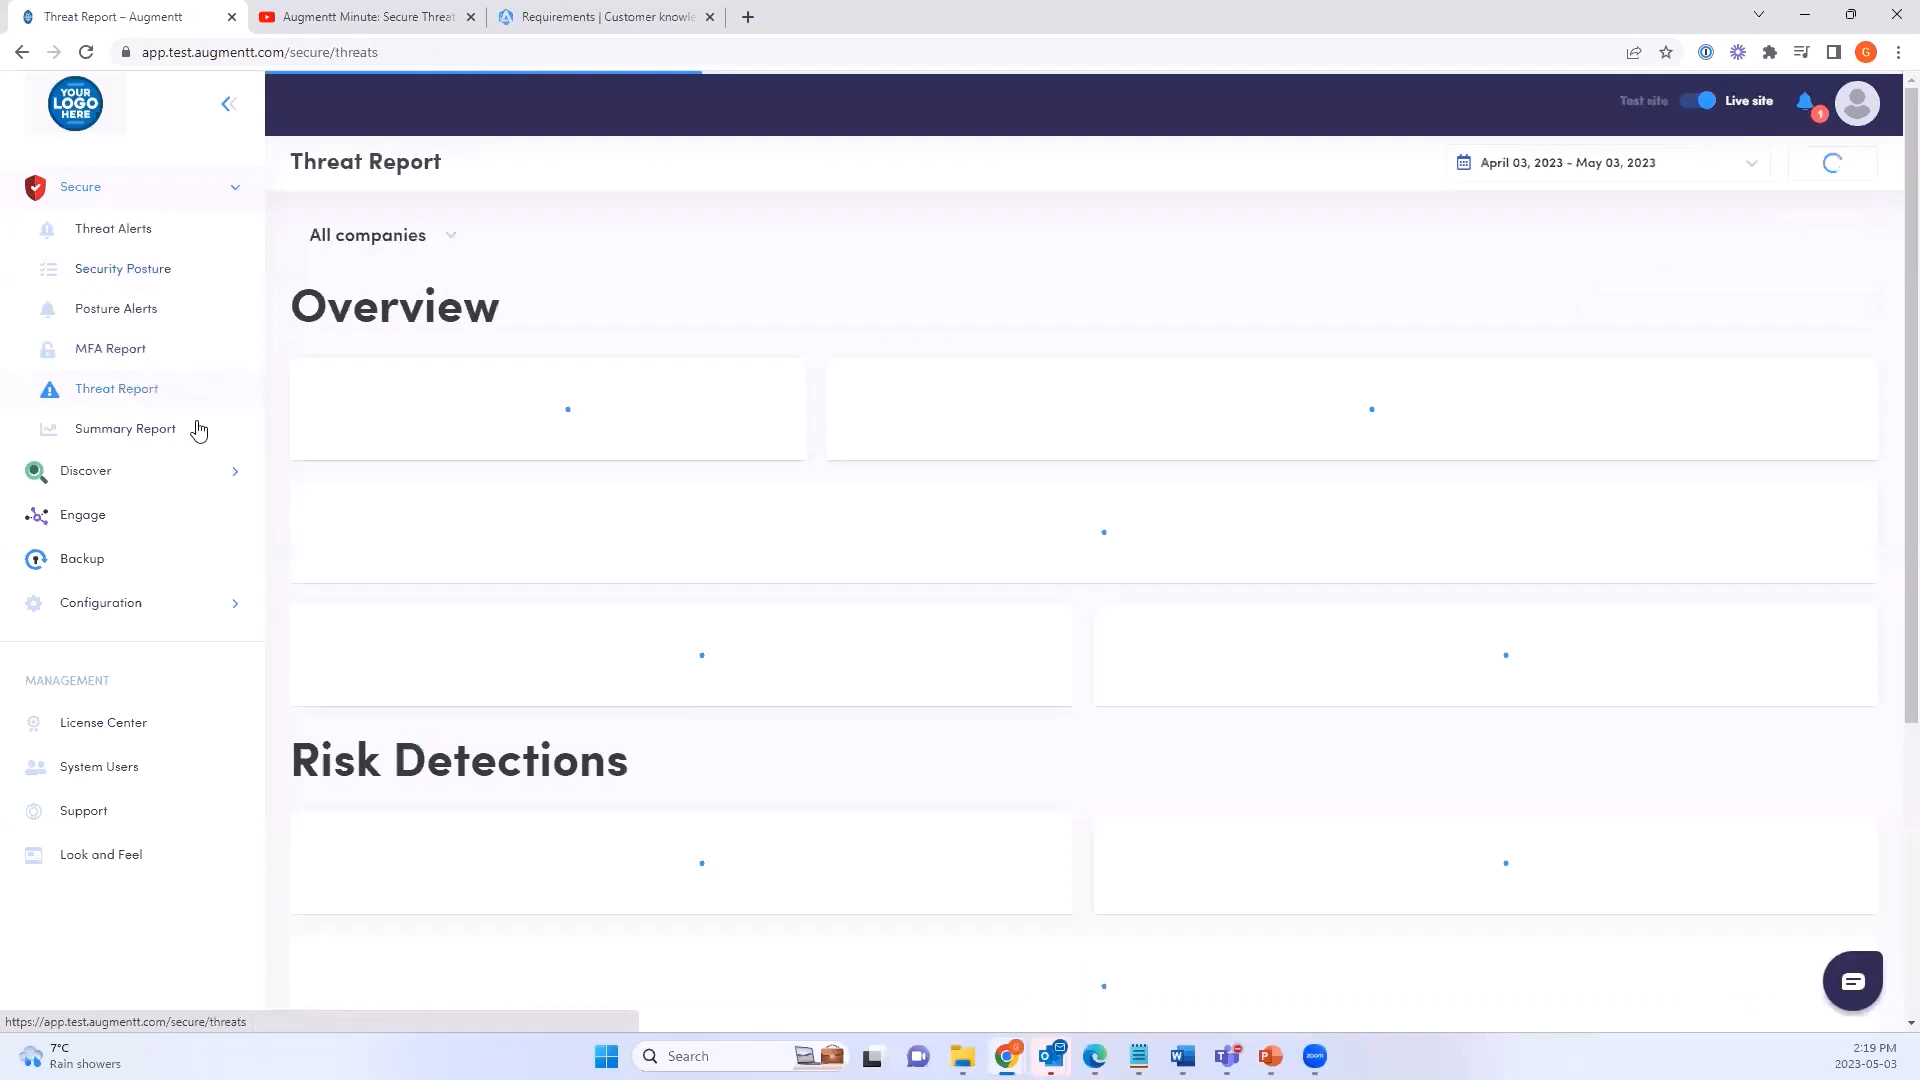 Threat Report – Augmentt
Augmentt Minute: Secure Threat
Requirements | Customer knowle
app.test.augmentt.com/secure/threats
G
YOUR
LOGO
HERE
Test site
Live site
1
Threat Report
April 03, 2023 - May 03, 2023
Secure
Threat Alerts
Security Posture
Posture Alerts
MFA Report
Threat Report
Summary Report
Discover
Engage
Backup
Configuration
MANAGEMENT
License Center
System Users
Support
Look and Feel
All companies
Overview
Risk Detections
https://app.test.augmentt.com/secure/threats
7°C
Rain showers
Search
zoom
2:19 PM
2023-05-03